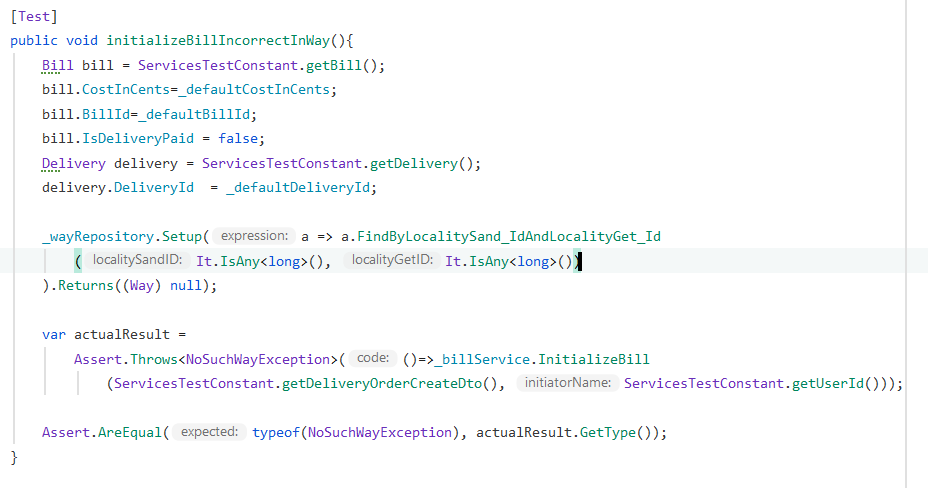 [Test]
public void initializeBillIncorrectInWay(){
Bill bill = ServicesTestConstant.getBill();
bill.CostInCents=_defaultCostInCents;
bill.BillId=_defaultBillId;
bill.IsDeliveryPaid = false;
Delivery delivery = ServicesTestConstant.getDelivery();
delivery.DeliveryId  = _defaultDeliveryId;
_wayRepository.Setup( expression: a => a.FindByLocalitySand_IdAndLocalityGet_Id
( localitySandID: It.IsAny<long>(), localityGetID: It.IsAny<long>())
).Returns((Way) null);
var actualResult =
Assert.Throws<NoSuchWayException>( code: ()=>_billService.InitializeBill
(ServicesTestConstant.getDeliveryOrderCreateDto(), initiatorName: ServicesTestConstant.getUserId()));
Assert.AreEqual( expected: typeof(NoSuchWayException), actualResult.GetType());
}